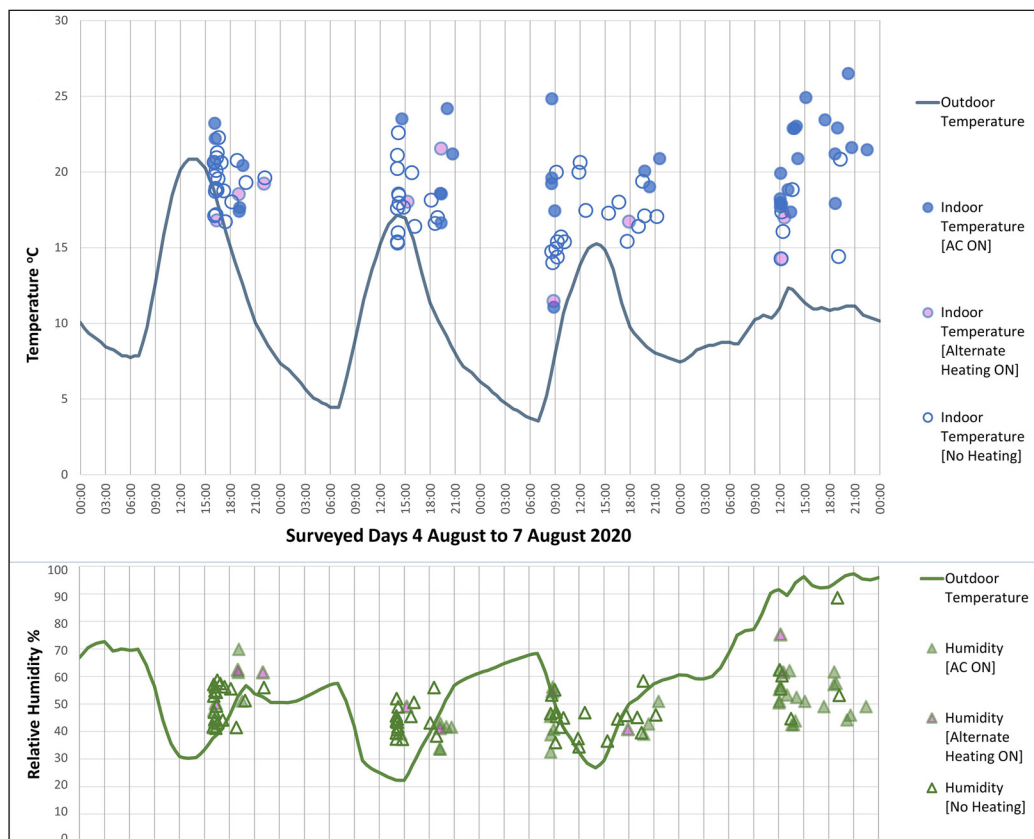 30
25
20
15
10
5
0
Temperature ᵒC
Outdoor
Temperature
Indoor
Temperature
[AC ON]
Indoor
Temperature
[Alternate
Heating ON]
Indoor
Temperature
[No Heating]
00:00 03:00 06:00 09:00 12:00 15:00 18:00 21:00 00:00 03:00 06:00 09:00 12:00 15:00 18:00 21:00 00:00 03:00 06:00 09:00 12:00 15:00 18:00 21:00 00:00 03:00 06:00 09:00 12:00 15:00 18:00 21:00 00:00
Surveyed Days 4 August to 7 August 2020
100
90
80
70
60
50
40
30
20
10
0
Relative Humidity %
Outdoor
Temperature
Humidity
[AC ON]
Humidity
[Alternate
Heating ON]
Humidity
[No Heating]